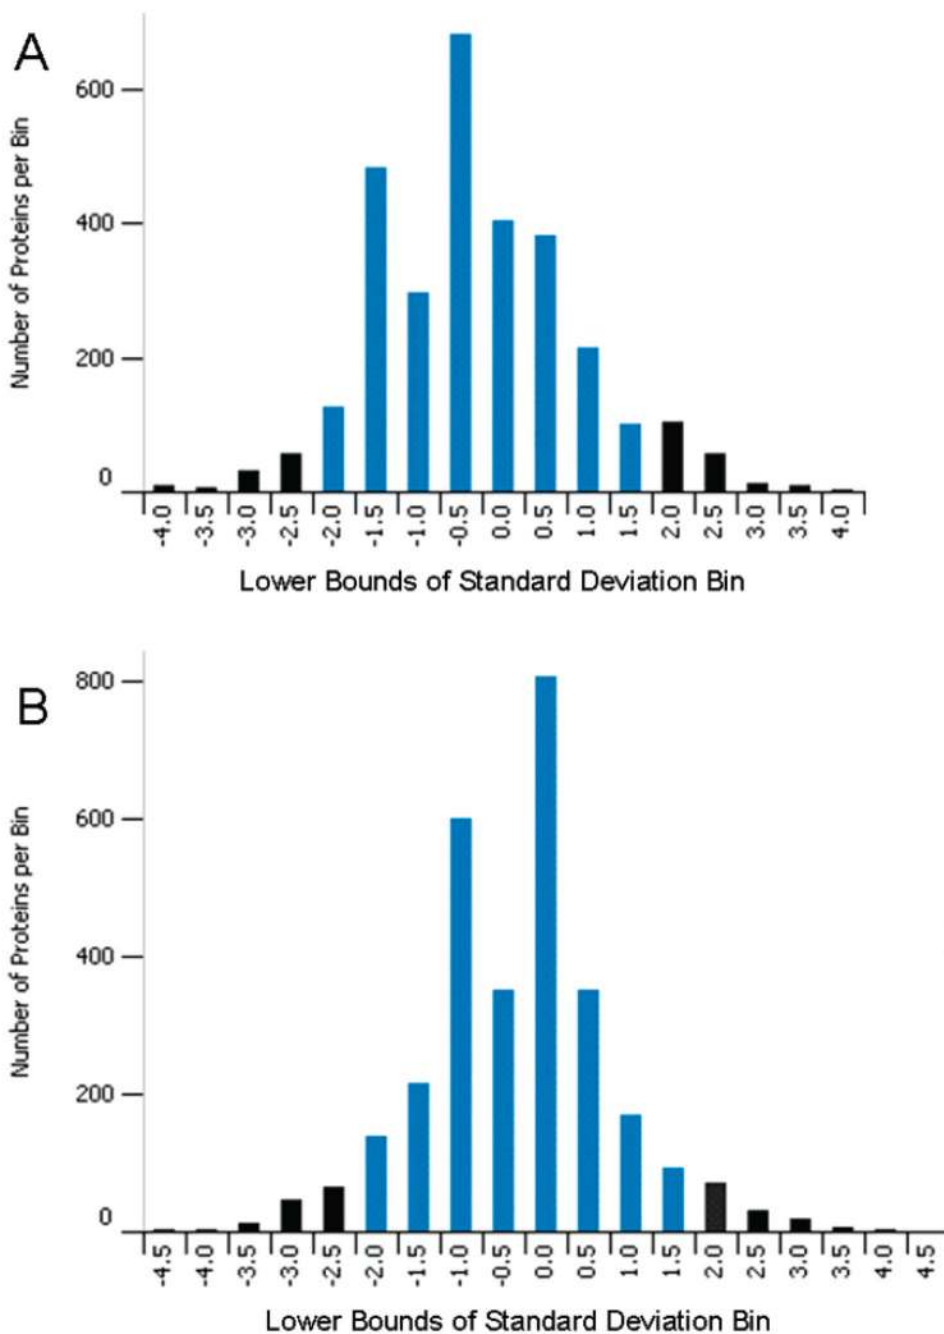 A
Number of Proteins per Bin
600
400
200
0
-4.0 -3.5 -3.0 -2.5 -2.0 -1.5 -1.0 -0.5 0.0 0.5 1.0 1.5 2.0 2.5 3.0 3.5 4.0
Lower Bounds of Standard Deviation Bin
B
Number of Proteins per Bin
800
600
400
200
0
-4.5 -4.0 -3.5 -3.0 -2.5 -2.0 -1.5 -1.0 -0.5 0.0 0.5 1.0 1.5 2.0 2.5 3.0 3.5 4.0 4.5
Lower Bounds of Standard Deviation Bin